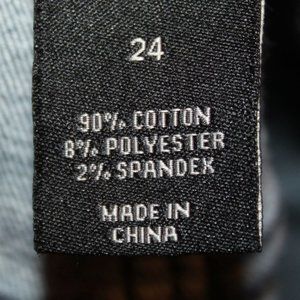 24
90% COTTON
8% POLYESTER
2% SPANDEX
MADE IN
CHINA